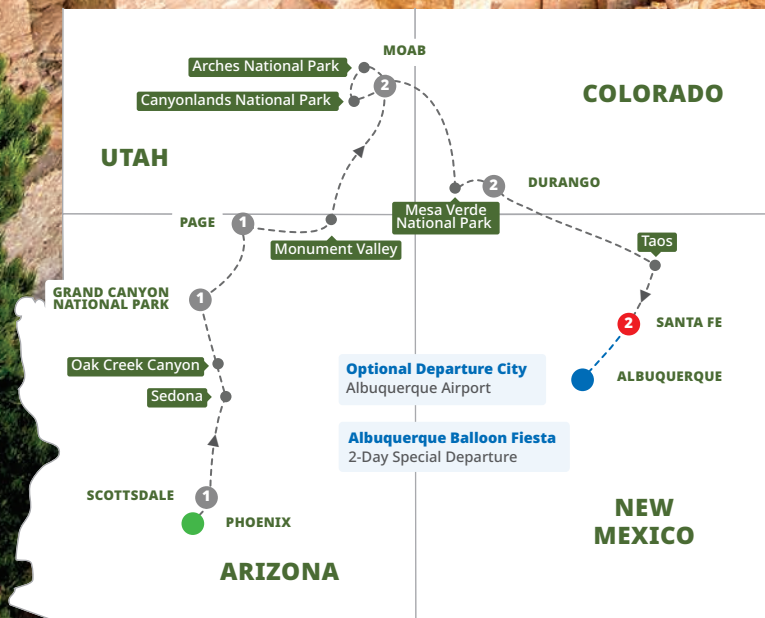 MOAB
Arches National Park
2
Canyonlands National Park
COLORADO
UTAH
2
DURANGO
Mesa Verde
National Park
PAGE
1
Monument Valley
Taos
GRAND CANYON
NATIONAL PARK
1
2
SANTA FE
Oak Creek Canyon
Optional Departure City
Albuquerque Airport
ALBUQUERQUE
Sedona
Albuquerque Balloon Fiesta
2-Day Special Departure
SCOTTSDALE
1
PHOENIX
NEW
MEXICO
ARIZONA